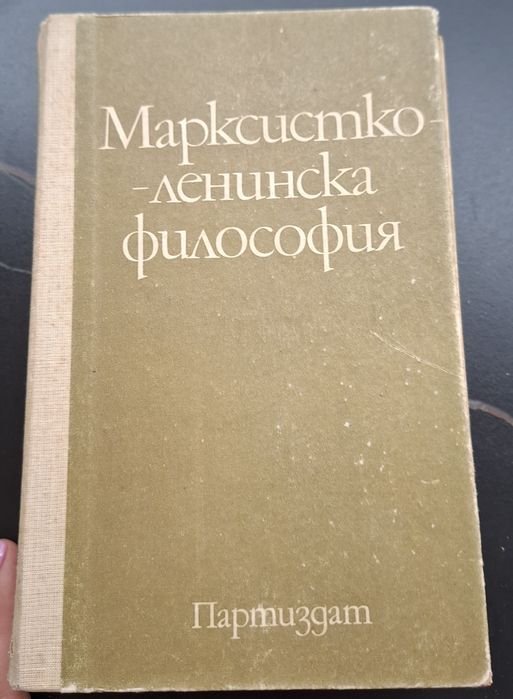 Марксистко-
-ленинска
философия
Партиздат